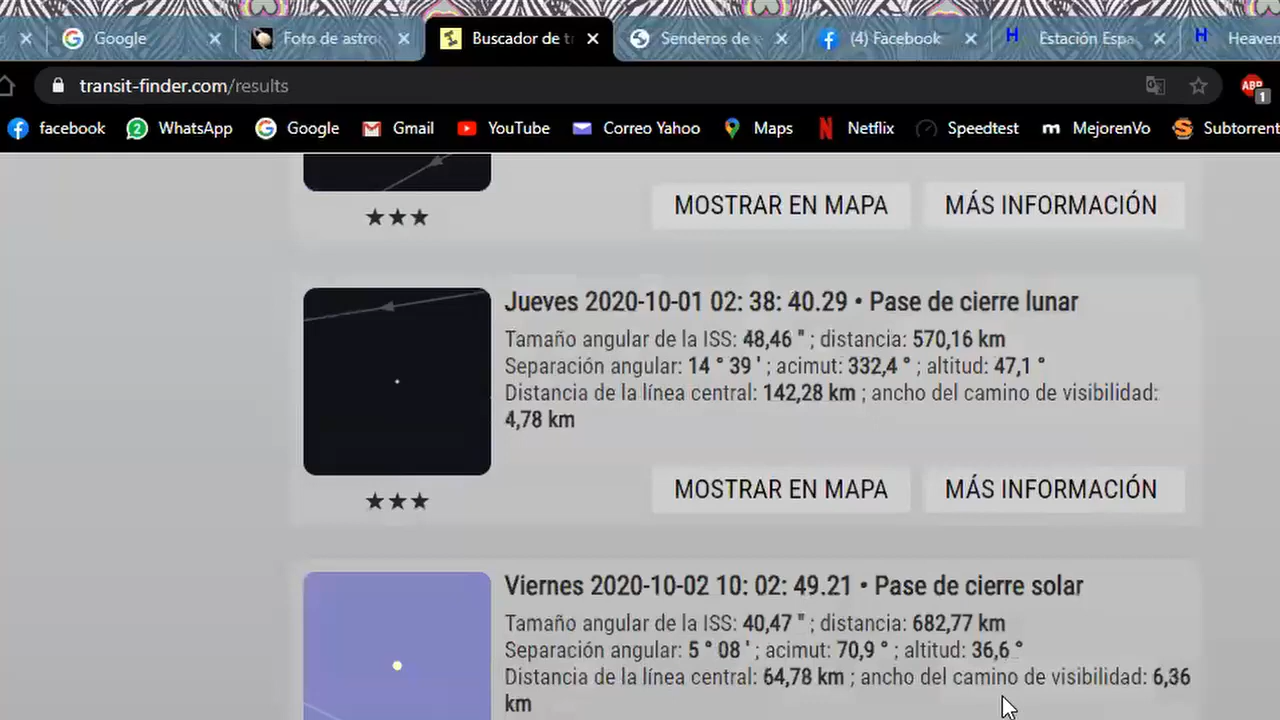 Google
Foto de astro
Buscador de t
Senderos de
(4) Facebook
H
Estación Espa
H
Heaven
transit-finder.com/results
ABP
1
facebook
2
WhatsApp
Google
Gmail
YouTube
Correo Yahoo
Maps
Netflix
Speedtest
m
MejorenVo
Subtorrent
★★★
MOSTRAR EN MAPA
MÁS INFORMACIÓN
Jueves 2020-10-01 02: 38: 40.29 • Pase de cierre lunar
Tamaño angular de la ISS: 48,46 " ; distancia: 570,16 km
Separación angular: 14 ° 39 ' ; acimut: 332,4 ° ; altitud: 47,1 °
Distancia de la línea central: 142,28 km ; ancho del camino de visibilidad:
4,78 km
★★★
MOSTRAR EN MAPA
MÁS INFORMACIÓN
Viernes 2020-10-02 10: 02: 49.21 • Pase de cierre solar
Tamaño angular de la ISS: 40,47 " ; distancia: 682,77 km
Separación angular: 5 ° 08 ' ; acimut: 70,9 ° ; altitud: 36,6 °
Distancia de la línea central: 64,78 km ; ancho del camino de visibilidad: 6,36
km